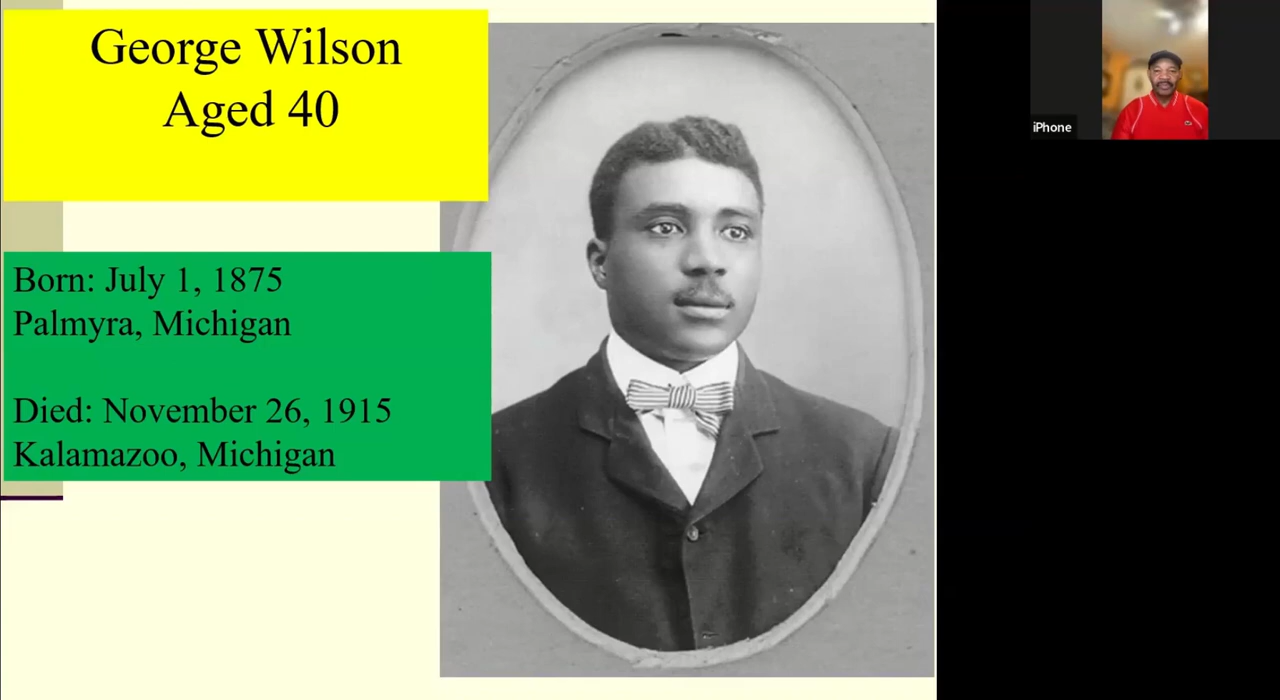 George Wilson
Aged 40
Born: July 1, 1875
Palmyra, Michigan
Died: November 26, 1915
Kalamazoo, Michigan
iPhone